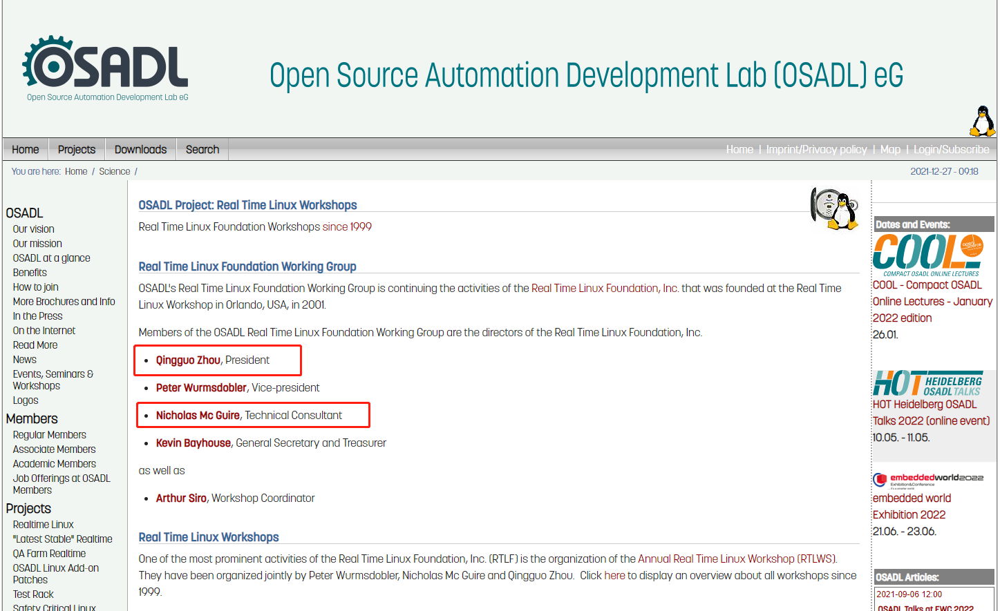 OSADL
Open Source Automation Development Lab eG
Open Source Automation Development Lab (OSADL) eG
Home
Projects
Downloads
Search
Home | Imprint/Privacy policy | Map | Login/Subscribe
You are here: Home / Science /
2021-12-27 - 09:18
OSADL
Our vision
Our mission
OSADL at a glance
Benefits
How to join
More Brochures and Info
In the Press
On the Internet
Read More
News
Events, Seminars &
Workshops
Logos
Members
Regular Members
Associate Members
Academic Members
Job Offerings at OSADL
Members
Projects
Realtime Linux
"Latest Stable" Realtime
QA Farm Realtime
OSADL Linux Add-on
Patches
Test Rack
Safety Critical Linux
OSADL Project: Real Time Linux Workshops
Real Time Linux Foundation Workshops since 1999
Real Time Linux Foundation Working Group
OSADL's Real Time Linux Foundation Working Group is continuing the activities of the Real Time Linux Foundation, Inc. that was founded at the Real Time
Linux Workshop in Orlando, USA, in 2001.
Members of the OSADL Real Time Linux Foundation Working Group are the directors of the Real Time Linux Foundation, Inc.
• Qingguo Zhou, President
• Peter Wurmsdobler, Vice-president
• Nicholas Mc Guire, Technical Consultant
• Kevin Bayhouse, General Secretary and Treasurer
as well as
• Arthur Siro, Workshop Coordinator
Real Time Linux Workshops
One of the most prominent activities of the Real Time Linux Foundation, Inc. (RTLF) is the organization of the Annual Real Time Linux Workshop (RTLWS).
They have been organized jointly by Peter Wurmsdobler, Nicholas Mc Guire and Qingguo Zhou. Click here to display an overview about all workshops since
1999.
Dates and Events:
COOL
COMPACT OSADL ONLINE LECTURES
COOL - Compact OSADL
Online Lectures - January
2022 edition
26.01.
HOT HEIDELBERG
OSADL TALKS
HOT Heidelberg OSADL
Talks 2022 (online event)
10.05. - 11.05.
embeddedworld2022
Exhibition&Conference
embedded world
Exhibition 2022
21.06. - 23.06.
OSADL Articles:
2021-09-06 12:00
OSADL Talks at EWC 2022